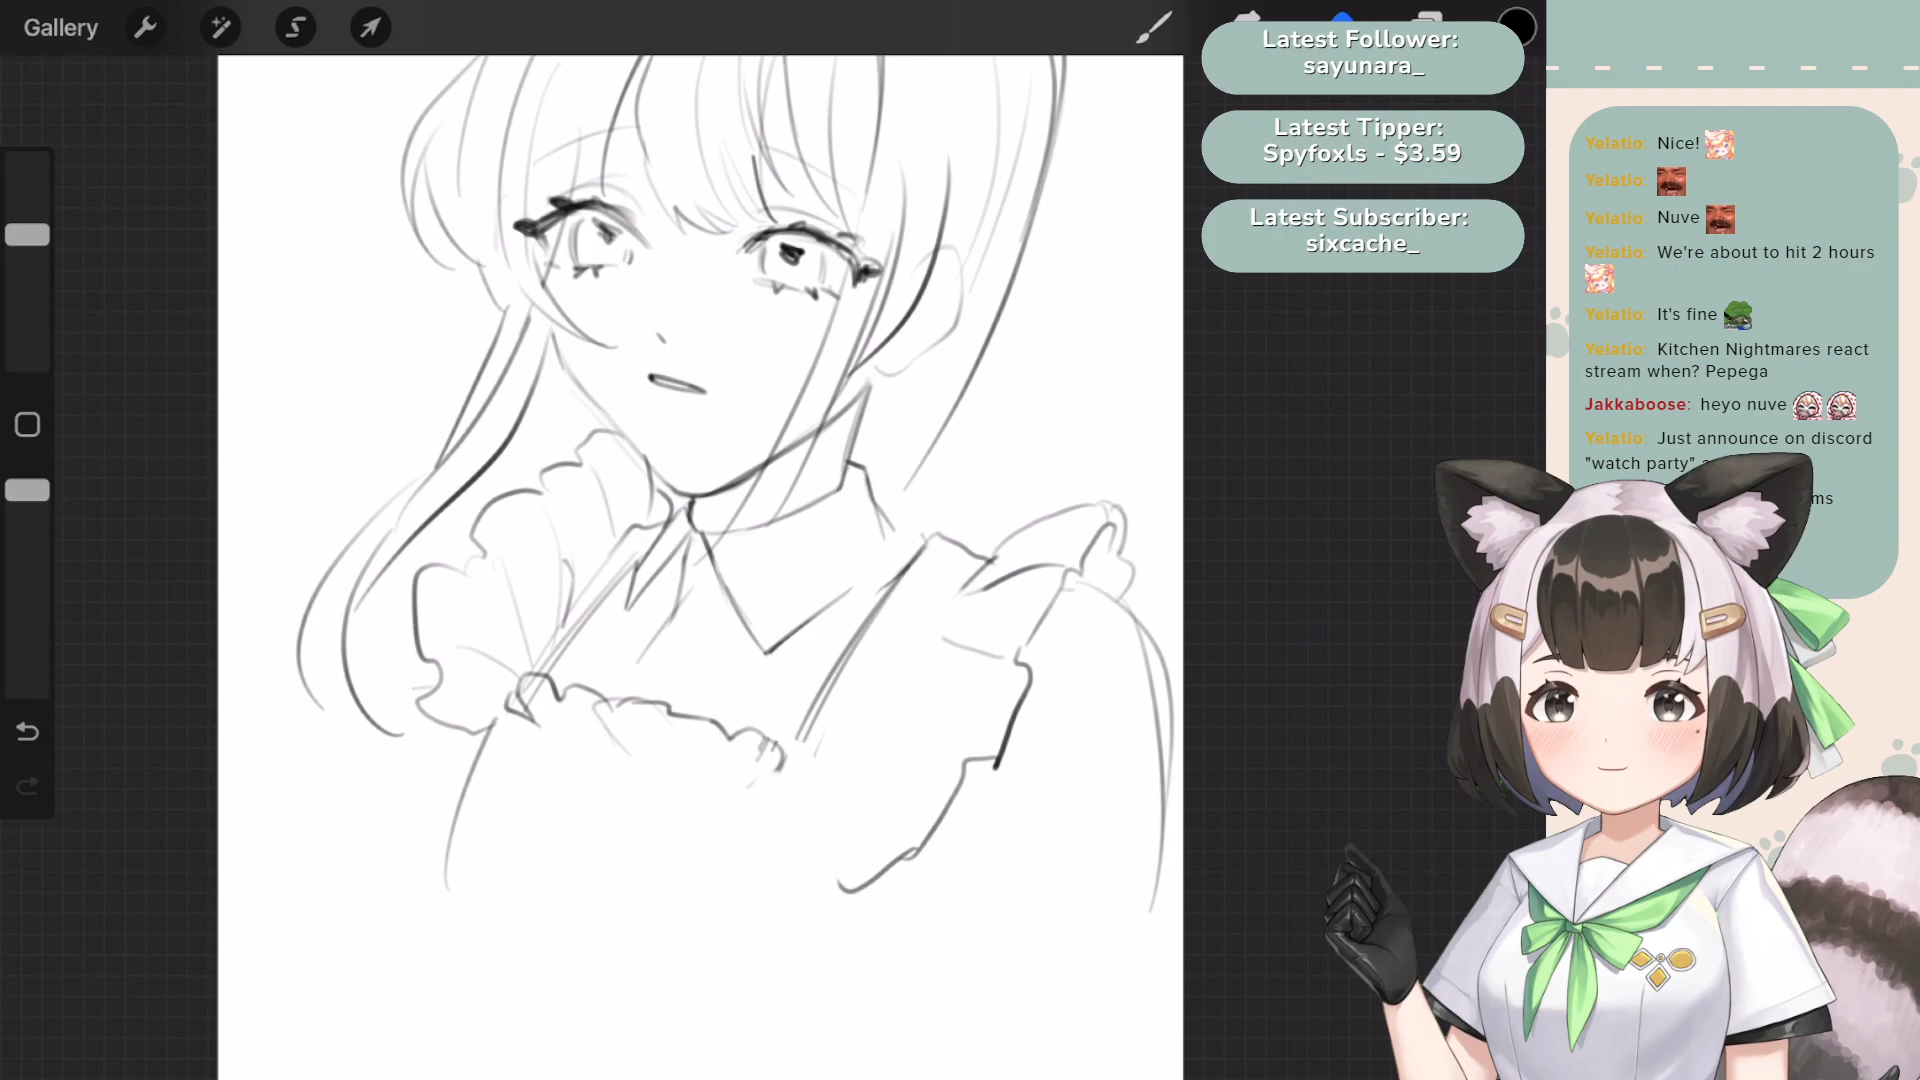 Gallery
Latest Follower:
sayunara_
Latest Tipper:
Spyfoxls - $3.59
Latest Subscriber:
sixcache_
Yelatio: Nice!
Yelatio:
Yelatio: Nuve
Yelatio: We're about to hit 2 hours
Yelatio: It's fine
Yelatio: Kitchen Nightmares react
stream when? Pepega
Jakkaboose: heyo nuve
Yelatio: Just announce on discord
"watch party"